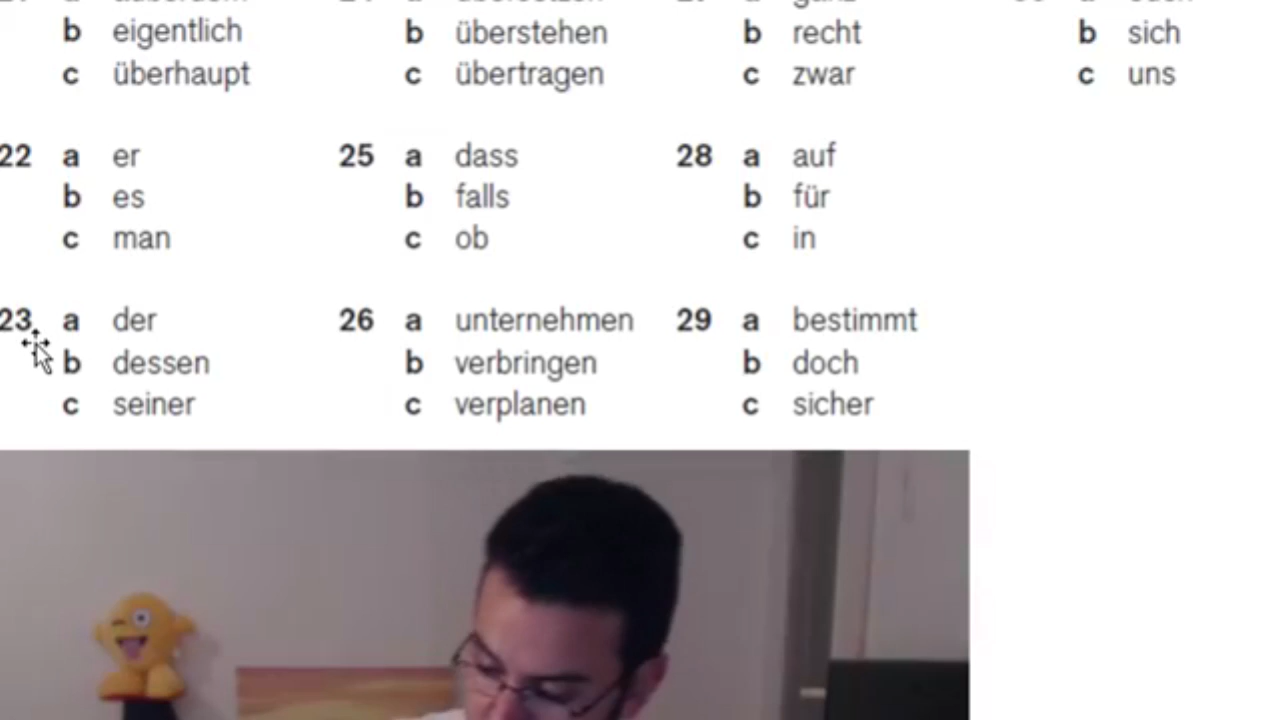 b eigentlich
c überhaupt
22 a er
b es
c man
23 a der
b dessen
c seiner
b überstehen
c übertragen
25 a dass
b falls
c ob
26 a unternehmen
b verbringen
c verplanen
b recht
c zwar
28 a auf
b für
c in
29 a bestimmt
b doch
c sicher
b sich
c uns